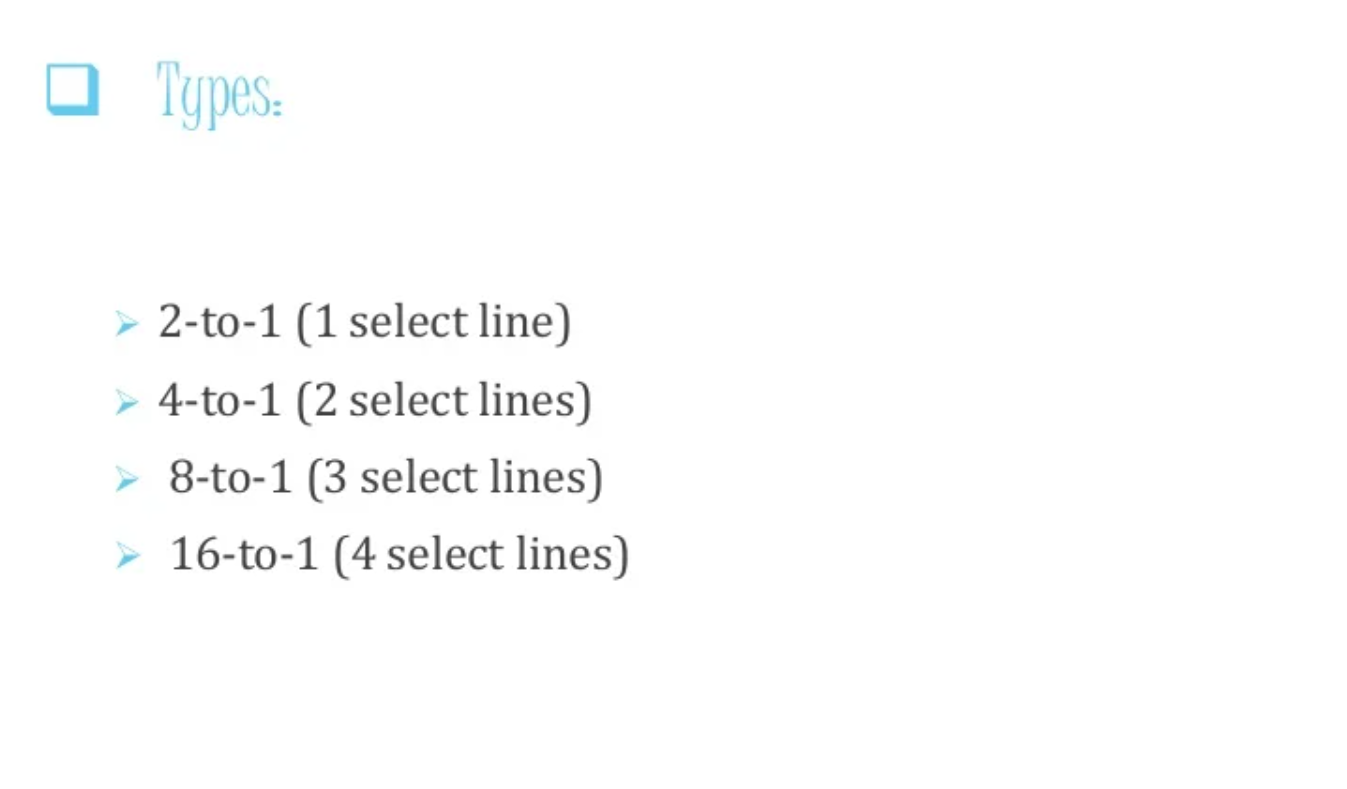 Types:
2-to-1 (1 select line)
4-to-1 (2 select lines)
8-to-1 (3 select lines)
16-to-1 (4 select lines)